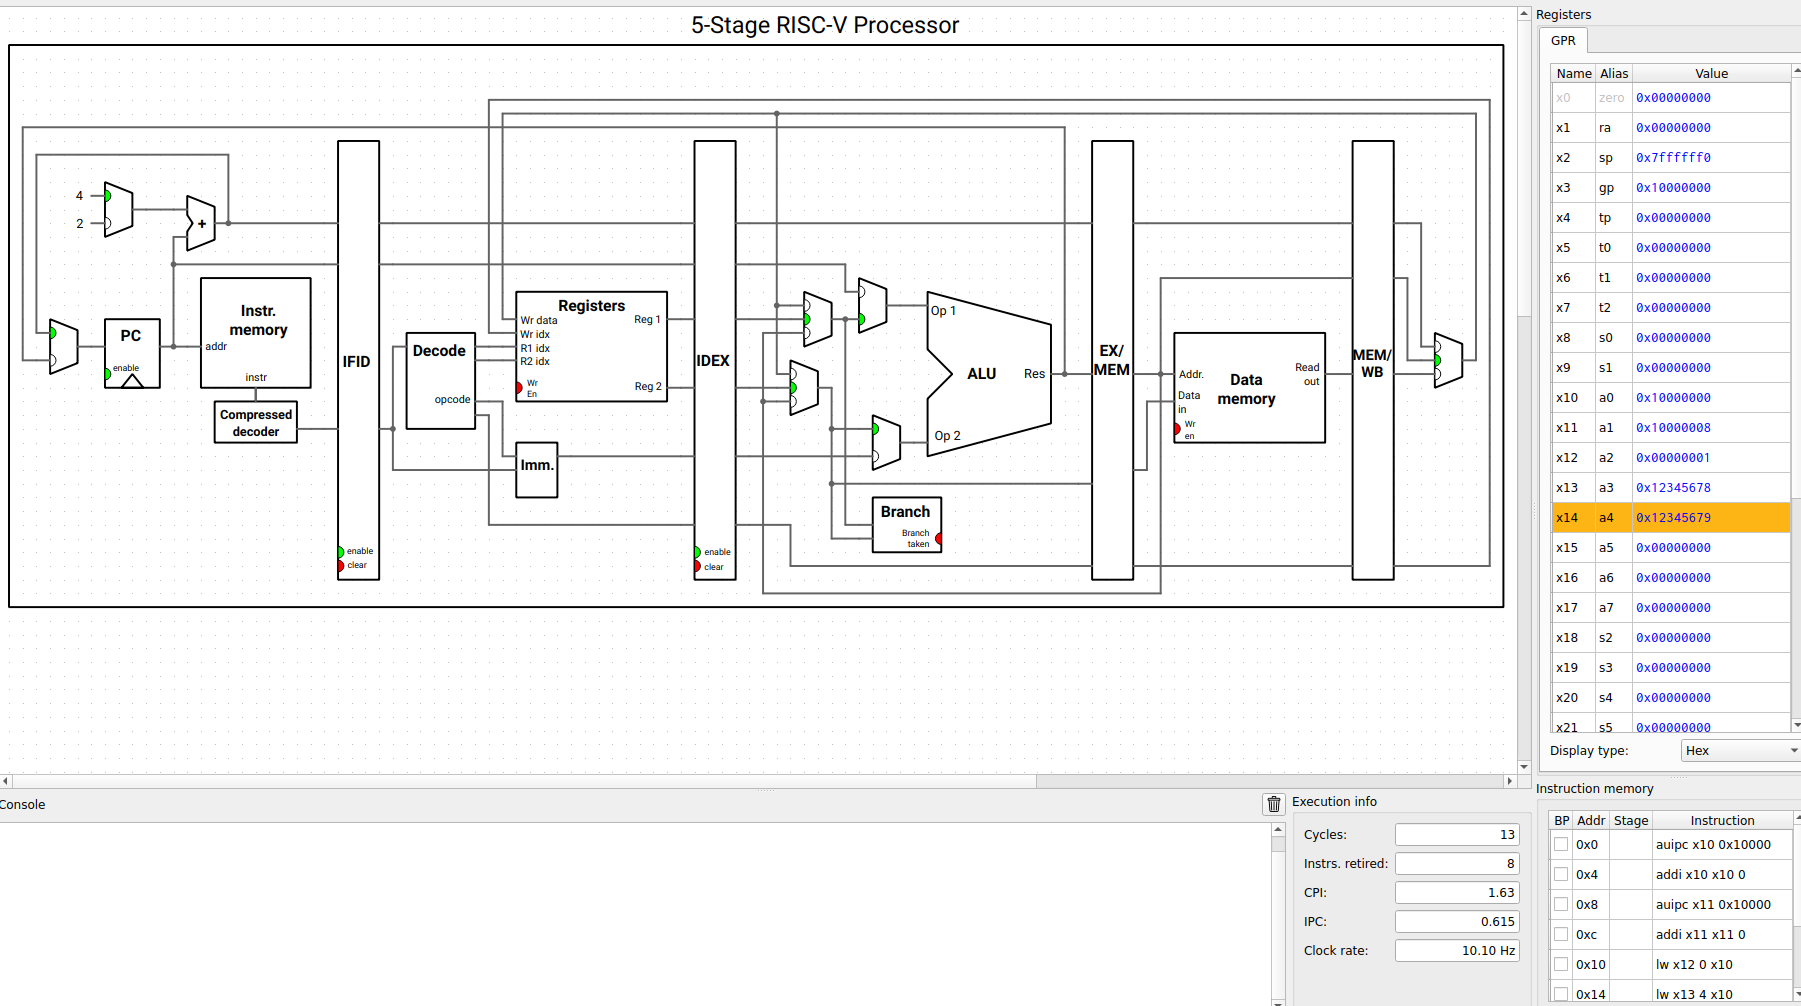 5-Stage RISC-V Processor
4
2
+
PC
enable
Instr.
memory
addr
instr
Compressed
decoder
IFID
enable
clear
Decode
opcode
Registers
Wr data
Wr idx
R1 idx
R2 idx
Wr
En
Reg 1
Reg 2
Imm.
IDEX
enable
clear
Op 1
ALU
Res
Op 2
Branch
Branch
taken
EX/
MEM
Addr.
Data
in
Wr
en
Data
memory
Read
out
MEM/
WB
Registers
GPR
Name Alias Value
x0 zero 0x00000000
x1 ra 0x00000000
x2 sp 0x7ffffff0
x3 gp 0x10000000
x4 tp 0x00000000
x5 t0 0x00000000
x6 t1 0x00000000
x7 t2 0x00000000
x8 s0 0x00000000
x9 s1 0x00000000
x10 a0 0x10000000
x11 a1 0x10000008
x12 a2 0x00000001
x13 a3 0x12345678
x14 a4 0x12345679
x15 a5 0x00000000
x16 a6 0x00000000
x17 a7 0x00000000
x18 s2 0x00000000
x19 s3 0x00000000
x20 s4 0x00000000
x21 s5 0x00000000
Display type: Hex
Console
Execution info
Cycles: 13
Instrs. retired: 8
CPI: 1.63
IPC: 0.615
Clock rate: 10.10 Hz
Instruction memory
BP Addr Stage Instruction
0x0 auipc x10 0x10000
0x4 addi x10 x10 0
0x8 auipc x11 0x10000
0xc addi x11 x11 0
0x10 lw x12 0 x10
0x14 lw x13 4 x10